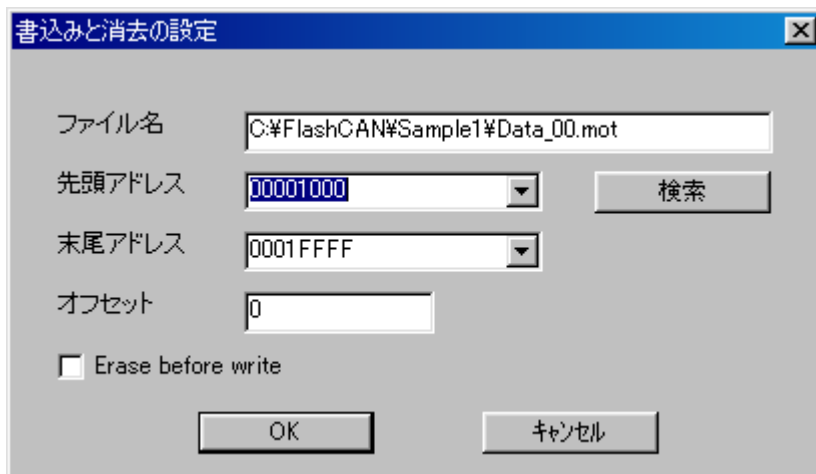 書込みと消去の設定
ファイル名 C:¥FlashCAN¥Sample1¥Data_00.mot
先頭アドレス 00001000 検索
末尾アドレス 0001FFFF
オフセット 0
Erase before write
OK キャンセル